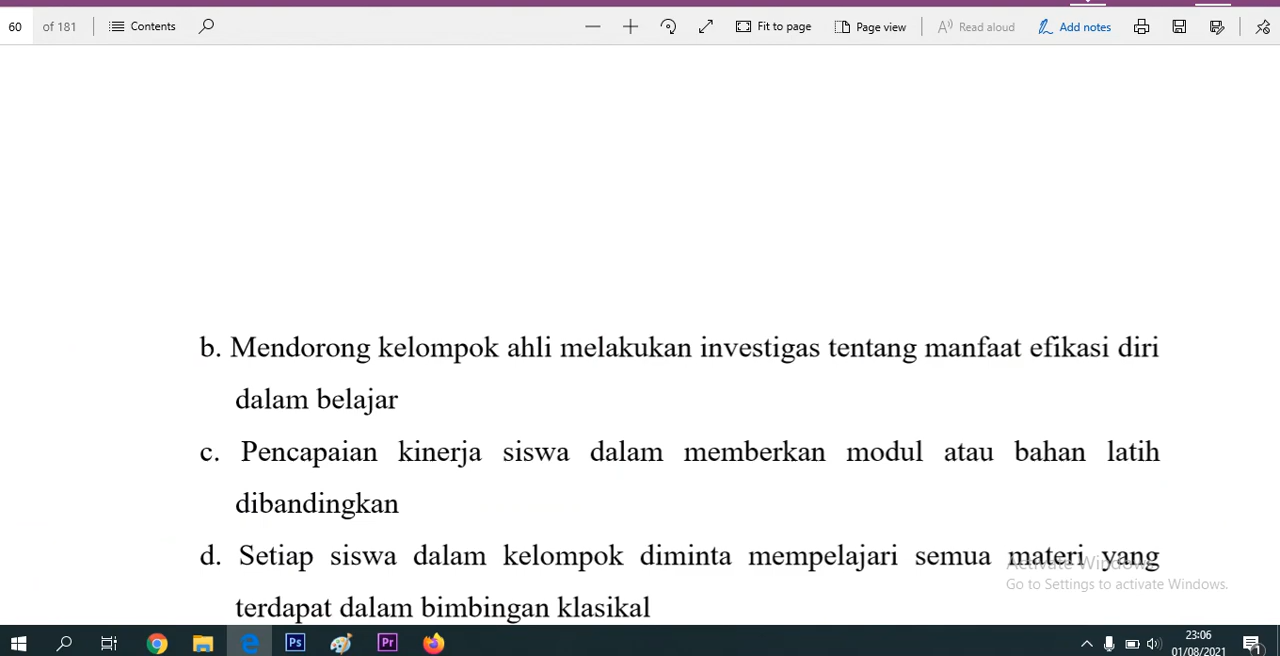 60 of 181 Contents Fit to page Page view Read aloud Add notes
b. Mendorong kelompok ahli melakukan investigas tentang manfaat efikasi diri
dalam belajar
c. Pencapaian kinerja siswa dalam memberkan modul atau bahan latih
dibandingkan
d. Setiap siswa dalam kelompok diminta mempelajari semua materi yang
terdapat dalam bimbingan klasikal
Activate Windows
Go to Settings to activate Windows.
Ps Pr 23:06
01/08/2021 1